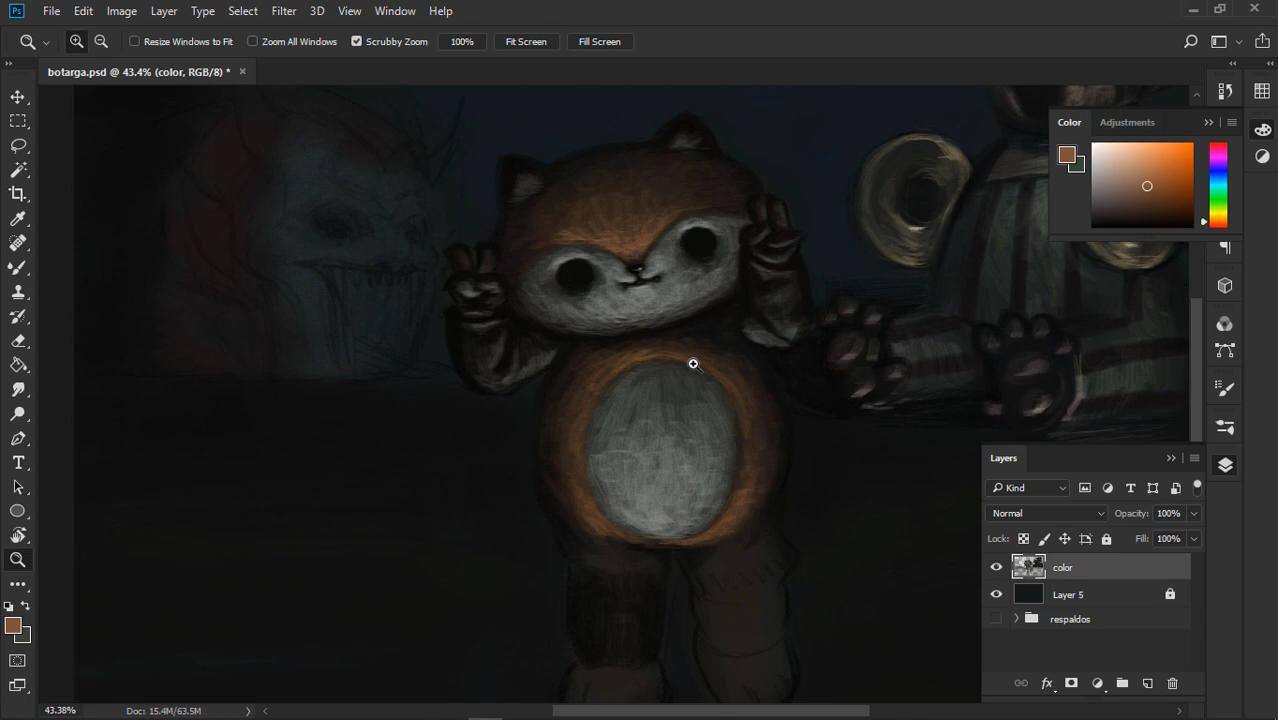 Ps File Edit Image Layer Type Select Filter 3D View Window Help
Resize Windows to Fit Zoom All Windows Scrubby Zoom 100% Fit Screen Fill Screen
botarga.psd @ 43.4% (color, RGB/8) *
Color Adjustments
Layers
Kind
Normal Opacity: 100%
Lock: Fill: 100%
color
Layer 5
respaldos
43.38% Doc: 15.4M/63.5M